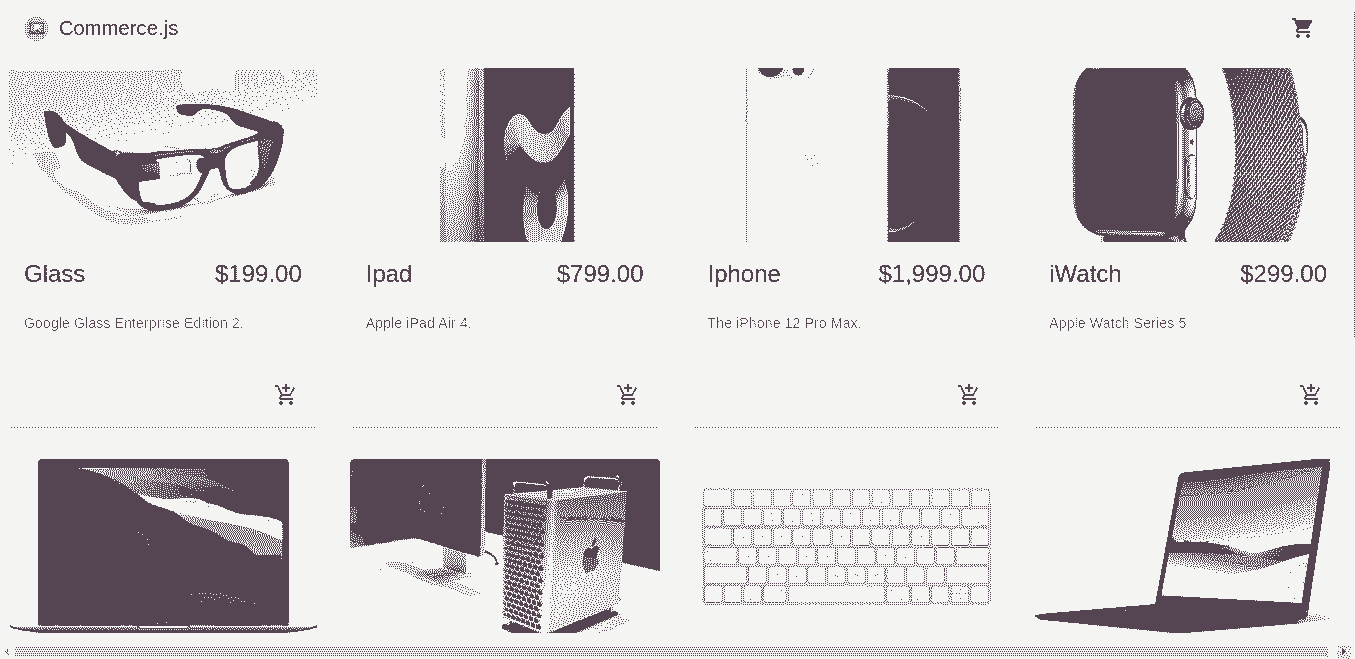 Commerce.js
Glass $199.00
Ipad $799.00
Iphone $1,999.00
iWatch $299.00
Google Glass Enterprise Edition 2.
Apple iPad Air 4.
The iPhone 12 Pro Max.
Apple Watch Series 5